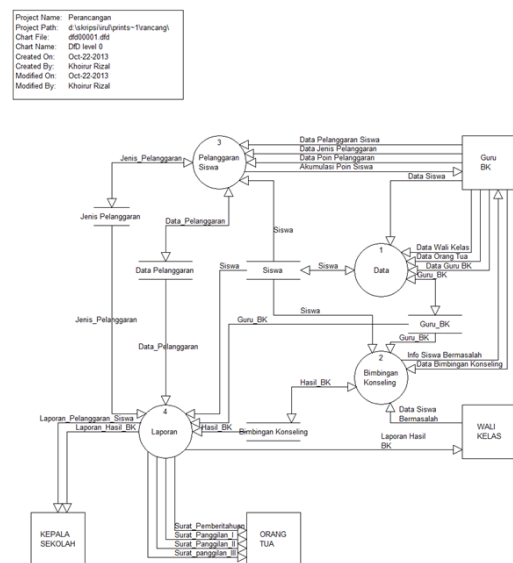 Project Name: Perancangan
Project Path: d:\skripsi\irul\prints~1\rancang\
Chart File: dfd00001.dfd
Chart Name: DfD level 0
Created On: Oct-22-2013
Created By: Khoirur Rizal
Modified On: Oct-22-2013
Modified By: Khoirur Rizal
3
Pelanggaran
Siswa
Data Pelanggaran Siswa
Data Jenis Pelanggaran
Data Poin Pelanggaran
Akumulasi Poin Siswa
Guru
BK
Jenis_Pelanggaran
Data Siswa
Jenis Pelanggaran
Data_Pelanggaran
Siswa
1
Data
Data Wali Kelas
Data Orang Tua
Data Guru BK
Guru_BK
Data Pelanggaran
Siswa
Siswa
Siswa
Jenis_Pelanggaran
Guru_BK
Guru_BK
Guru_BK
Data_Pelanggaran
2
Bimbingan
Konseling
Info Siswa Bermasalah
Data Bimbingan Konseling
Hasil_BK
Data Siswa
Bermasalah
Laporan_Pelanggaran_Siswa
Laporan_Hasil_BK
4
Laporan
Hasil_BK
Bimbingan Konseling
Laporan Hasil
BK
WALI
KELAS
KEPALA
SEKOLAH
Surat_Pemberitahuan
Surat_Panggilan_I
Surat_Panggilan_II
Surat_panggilan_III
ORANG
TUA